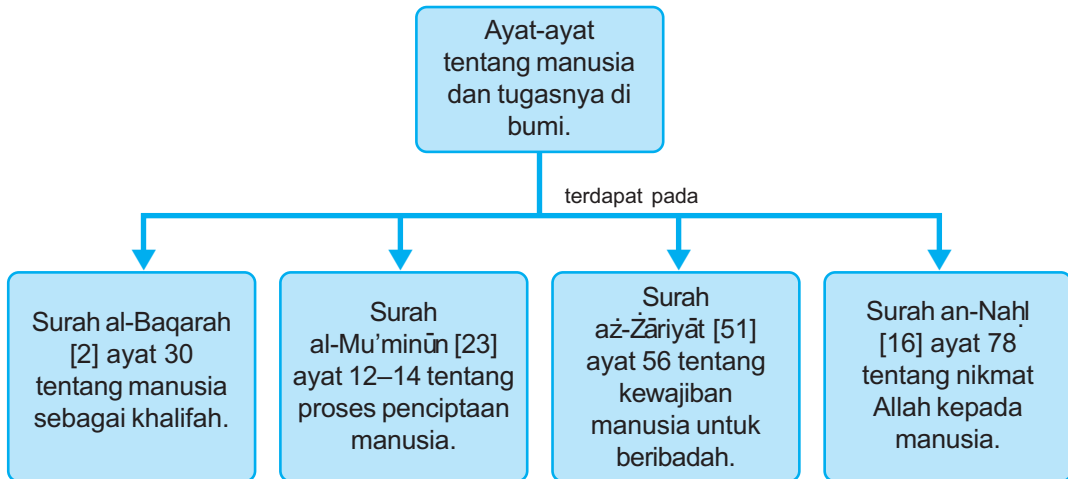 Ayat-ayat
tentang manusia
dan tugasnya di
bumi.
terdapat pada
Surah al-Baqarah
[2] ayat 30
tentang manusia
sebagai khalifah.
Surah
al-Mu’minūn [23]
ayat 12–14 tentang
proses penciptaan
manusia.
Surah
aż-Żāriyāt [51]
ayat 56 tentang
kewajiban
manusia untuk
beribadah.
Surah an-Naḥl
[16] ayat 78
tentang nikmat
Allah kepada
manusia.